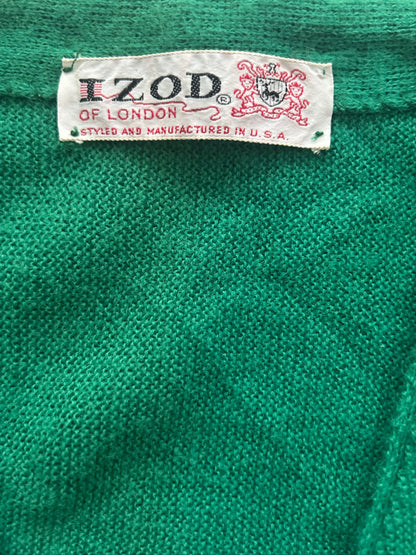 IZOD®
OF LONDON
STYLED AND MANUFACTURED IN U.S.A.